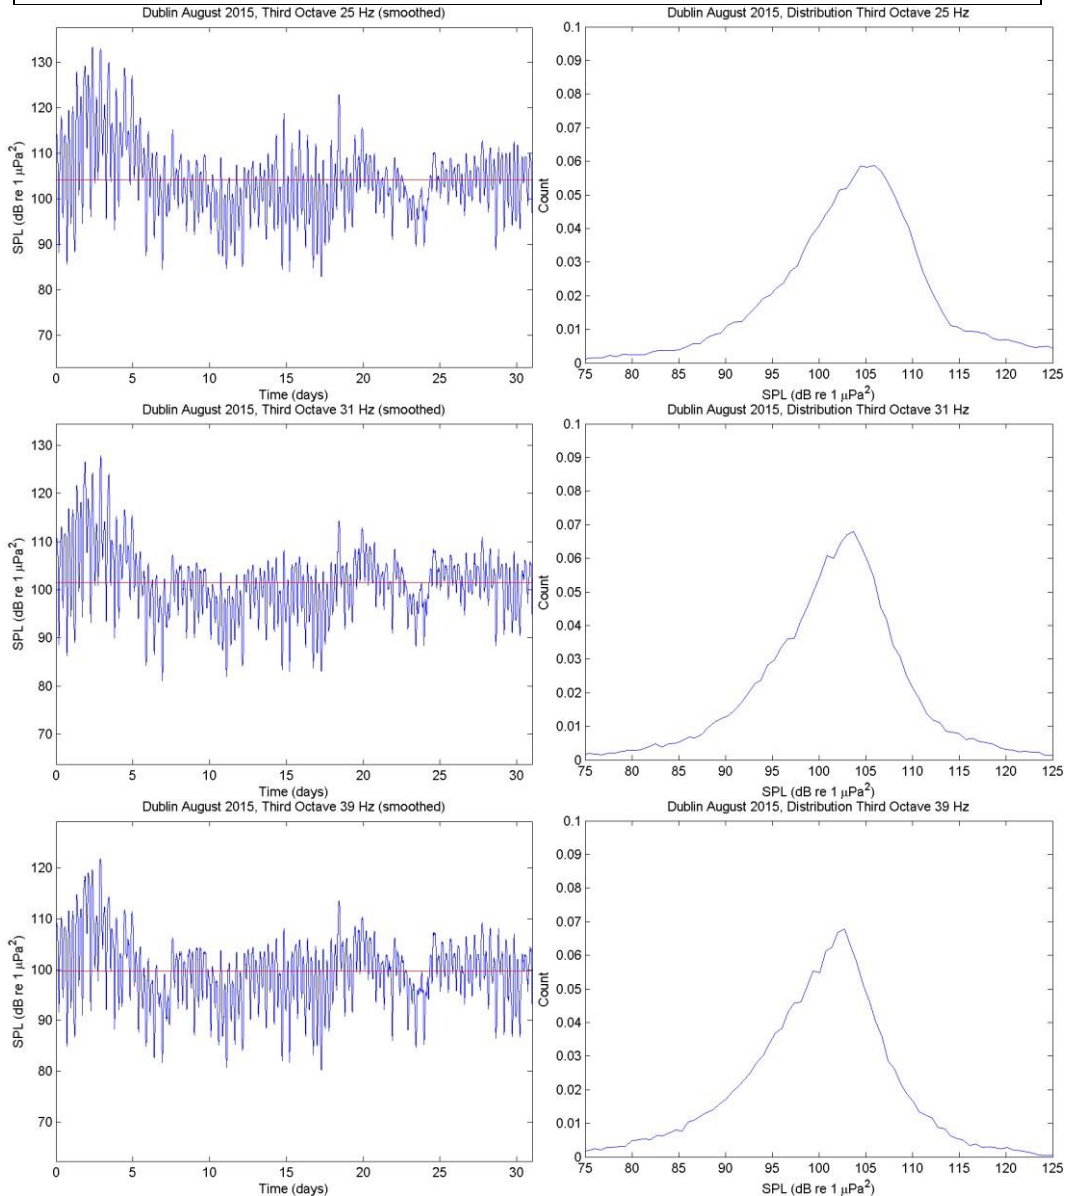 Dublin August 2015, Third Octave 25 Hz (smoothed)
130
120
110
100
90
80
70
SPL (dB re 1 μPa²)
0 5 10 15 20 25 30
Time (days)
Dublin August 2015, Distribution Third Octave 25 Hz
0.1
0.09
0.08
0.07
0.06
0.05
0.04
0.03
0.02
0.01
0
Count
75 80 85 90 95 100 105 110 115 120 125
SPL (dB re 1 μPa²)
Dublin August 2015, Third Octave 31 Hz (smoothed)
130
120
110
100
90
80
70
SPL (dB re 1 μPa²)
0 5 10 15 20 25 30
Time (days)
Dublin August 2015, Distribution Third Octave 31 Hz
0.1
0.09
0.08
0.07
0.06
0.05
0.04
0.03
0.02
0.01
0
Count
75 80 85 90 95 100 105 110 115 120 125
SPL (dB re 1 μPa²)
Dublin August 2015, Third Octave 39 Hz (smoothed)
120
110
100
90
80
70
SPL (dB re 1 μPa²)
0 5 10 15 20 25 30
Time (days)
Dublin August 2015, Distribution Third Octave 39 Hz
0.1
0.09
0.08
0.07
0.06
0.05
0.04
0.03
0.02
0.01
0
Count
75 80 85 90 95 100 105 110 115 120 125
SPL (dB re 1 μPa²)